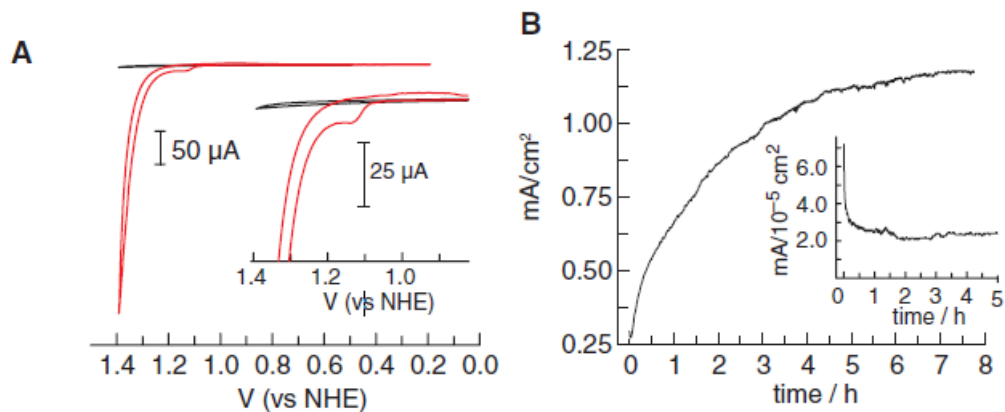 A
50 µA
25 µA
1.4 1.2 1.0
V (vs NHE)
1.4 1.2 1.0 0.8 0.6 0.4 0.2 0.0
V (vs NHE)
B
1.25
1.00
0.75
0.50
0.25
mA/cm²
0 1 2 3 4 5 6 7 8
time / h
6.0
4.0
2.0
mA/10⁻⁵ cm²
0 1 2 3 4 5
time / h